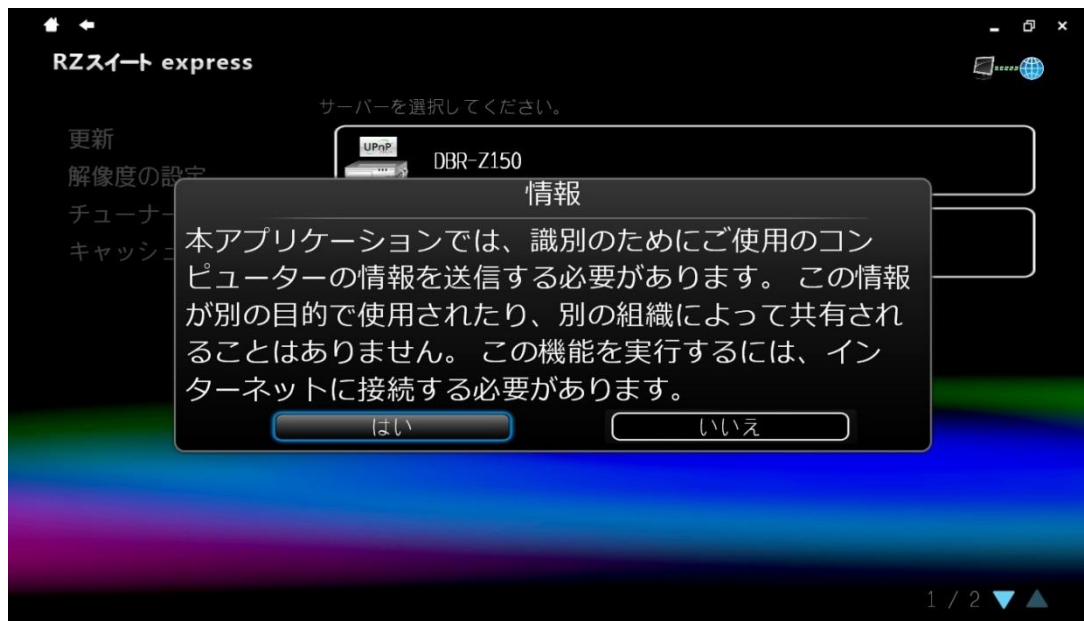 RZスイート express
サーバーを選択してください。
更新
解像度の設定
チューナー
キャッシュ
UPnP
DBR-Z150
情報
本アプリケーションでは、識別のためにご使用のコン
ピューターの情報を送信する必要があります。 この情報
が別の目的で使用されたり、別の組織によって共有され
ることはありません。 この機能を実行するには、イン
ターネットに接続する必要があります。
はい
いいえ
1 / 2